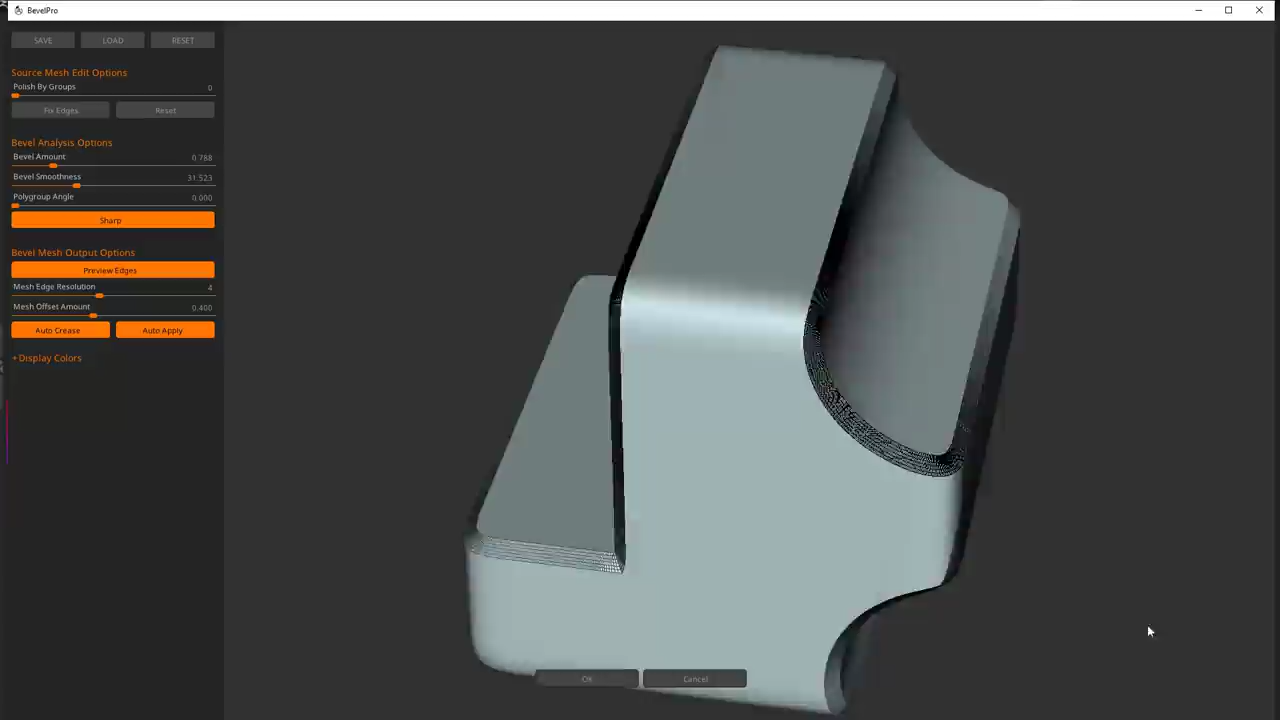 BevelPro
SAVE LOAD RESET
Source Mesh Edit Options
Polish By Groups 0
Fix Edges Reset
Bevel Analysis Options
Bevel Amount 0.788
Bevel Smoothness 31.523
Polygroup Angle 0.000
Sharp
Bevel Mesh Output Options
Preview Edges
Mesh Edge Resolution 4
Mesh Offset Amount 0.400
Auto Crease Auto Apply
+Display Colors
OK Cancel